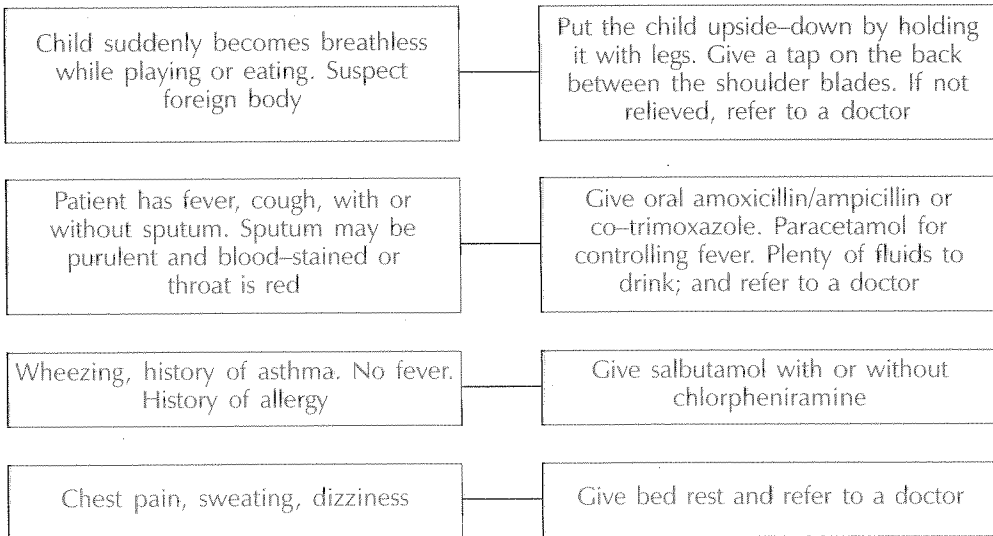 Child suddenly becomes breathless
while playing or eating. Suspect
foreign body
Put the child upside–down by holding
it with legs. Give a tap on the back
between the shoulder blades. If not
relieved, refer to a doctor
Patient has fever, cough, with or
without sputum. Sputum may be
purulent and blood–stained or
throat is red
Give oral amoxicillin/ampicillin or
co–trimoxazole. Paracetamol for
controlling fever. Plenty of fluids to
drink; and refer to a doctor
Wheezing, history of asthma. No fever.
History of allergy
Give salbutamol with or without
chlorpheniramine
Chest pain, sweating, dizziness
Give bed rest and refer to a doctor